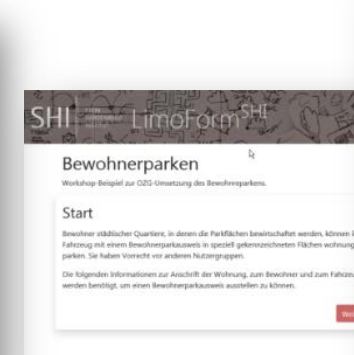 SHI LimoForm SHI
Bewohnerparken
Workshop-Beispiel zur OZG-Umsetzung des Bewohnerparkens.
Start
Bewohner städtischer Quartiere, in denen die Parkflächen bewirtschaftet werden, können i
Fahrzeug mit einem Bewohnerparkausweis in speziell gekennzeichneten Flächen wohnung
parken. Sie haben Vorrecht vor anderen Nutzergruppen.
Die folgenden Informationen zur Anschrift der Wohnung, zum Bewohner und zum Fahrzeu
werden benötigt, um einen Bewohnerparkausweis ausstellen zu können.
Wei